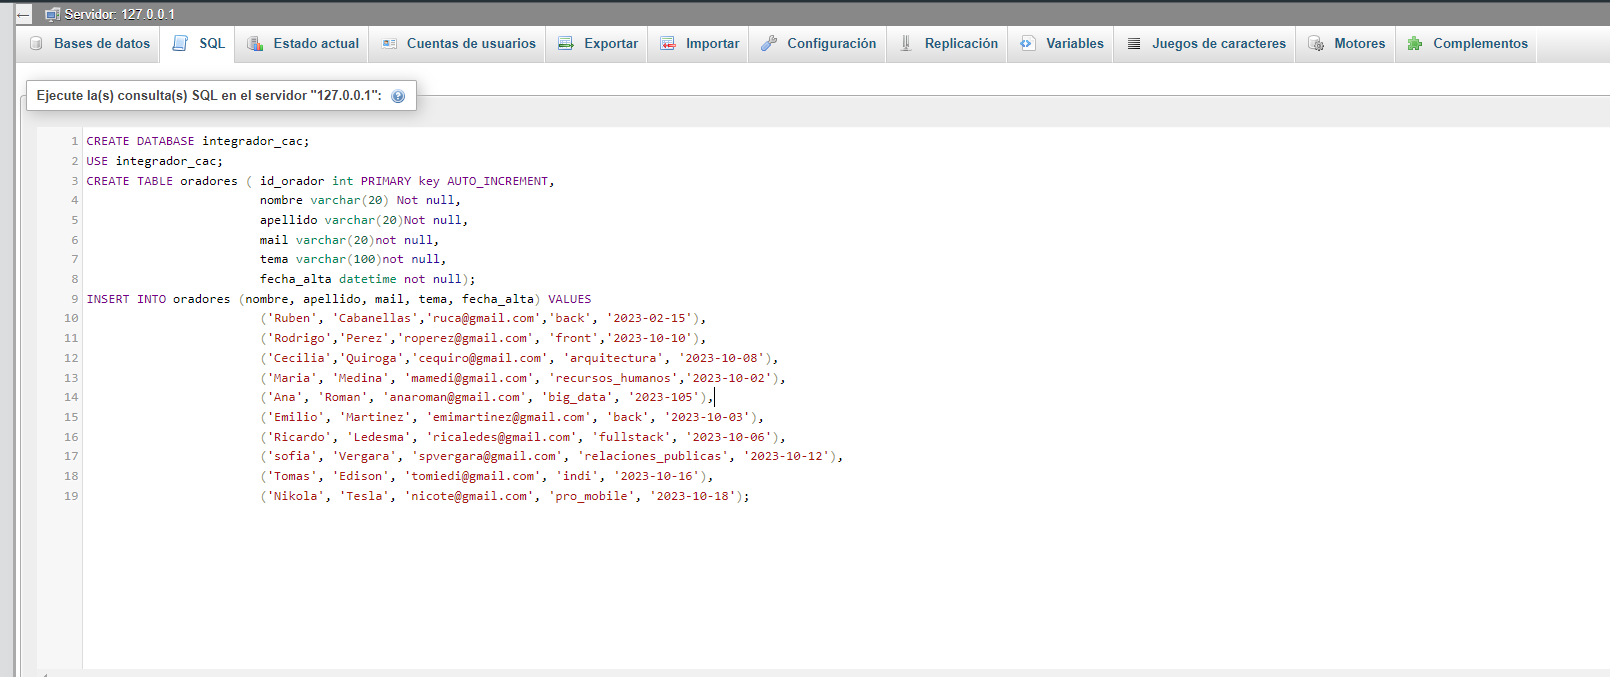 ← Servidor: 127.0.0.1
Bases de datos SQL Estado actual Cuentas de usuarios Exportar Importar Configuración Replicación Variables Juegos de caracteres Motores Complementos
Ejecute la(s) consulta(s) SQL en el servidor "127.0.0.1":
1 CREATE DATABASE integrador_cac;
2 USE integrador_cac;
3 CREATE TABLE oradores ( id_orador int PRIMARY key AUTO_INCREMENT,
4 nombre varchar(20) Not null,
5 apellido varchar(20)Not null,
6 mail varchar(20)not null,
7 tema varchar(100)not null,
8 fecha_alta datetime not null);
9 INSERT INTO oradores (nombre, apellido, mail, tema, fecha_alta) VALUES
10 ('Ruben', 'Cabanellas','ruca@gmail.com','back', '2023-02-15'),
11 ('Rodrigo','Perez','roperez@gmail.com', 'front','2023-10-10'),
12 ('Cecilia','Quiroga','cequiro@gmail.com', 'arquitectura', '2023-10-08'),
13 ('Maria', 'Medina', 'mamedi@gmail.com', 'recursos_humanos','2023-10-02'),
14 ('Ana', 'Roman', 'anaroman@gmail.com', 'big_data', '2023-105'),
15 ('Emilio', 'Martinez', 'emimartinez@gmail.com', 'back', '2023-10-03'),
16 ('Ricardo', 'Ledesma', 'ricaledes@gmail.com', 'fullstack', '2023-10-06'),
17 ('sofia', 'Vergara', 'spvergara@gmail.com', 'relaciones_publicas', '2023-10-12'),
18 ('Tomas', 'Edison', 'tomiedi@gmail.com', 'indi', '2023-10-16'),
19 ('Nikola', 'Tesla', 'nicote@gmail.com', 'pro_mobile', '2023-10-18');